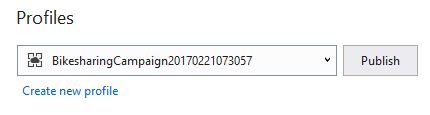 Profiles
BikesharingCampaign20170221073057 Publish
Create new profile